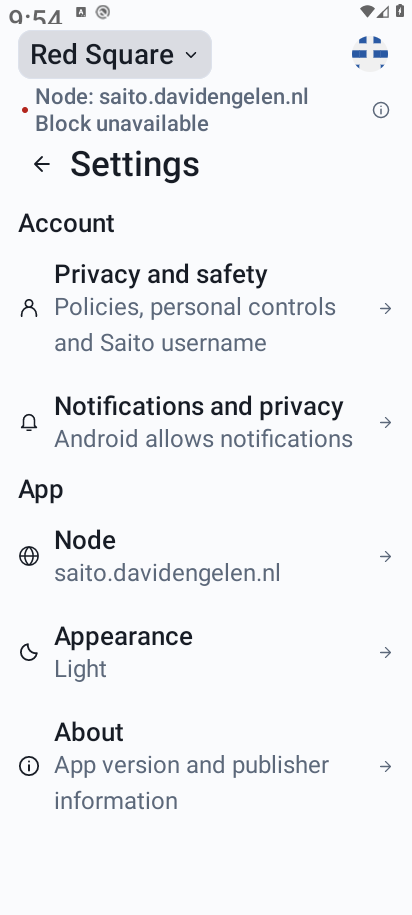 9:54
Red Square
Node: saito.davidengelen.nl
Block unavailable
Settings
Account
Privacy and safety
Policies, personal controls
and Saito username
Notifications and privacy
Android allows notifications
App
Node
saito.davidengelen.nl
Appearance
Light
About
App version and publisher
information